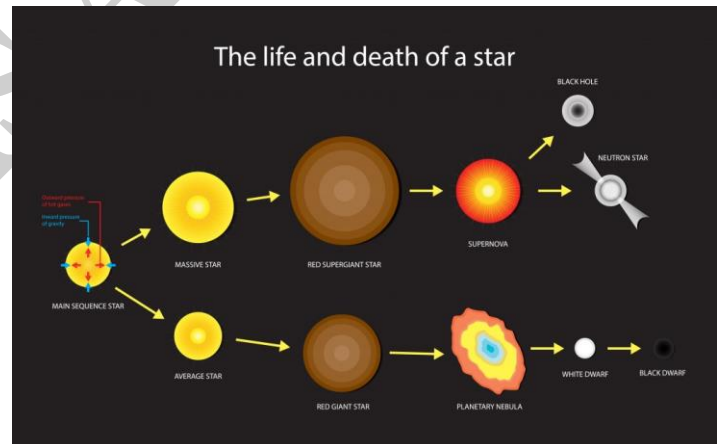 The life and death of a star
BLACK HOLE
NEUTRON STAR
Outward pressure
of hot gases
Inward pressure
of gravity
MAIN SEQUENCE STAR
MASSIVE STAR
RED SUPERGIANT STAR
SUPERNOVA
AVERAGE STAR
RED GIANT STAR
PLANETARY NEBULA
WHITE DWARF
BLACK DWARF